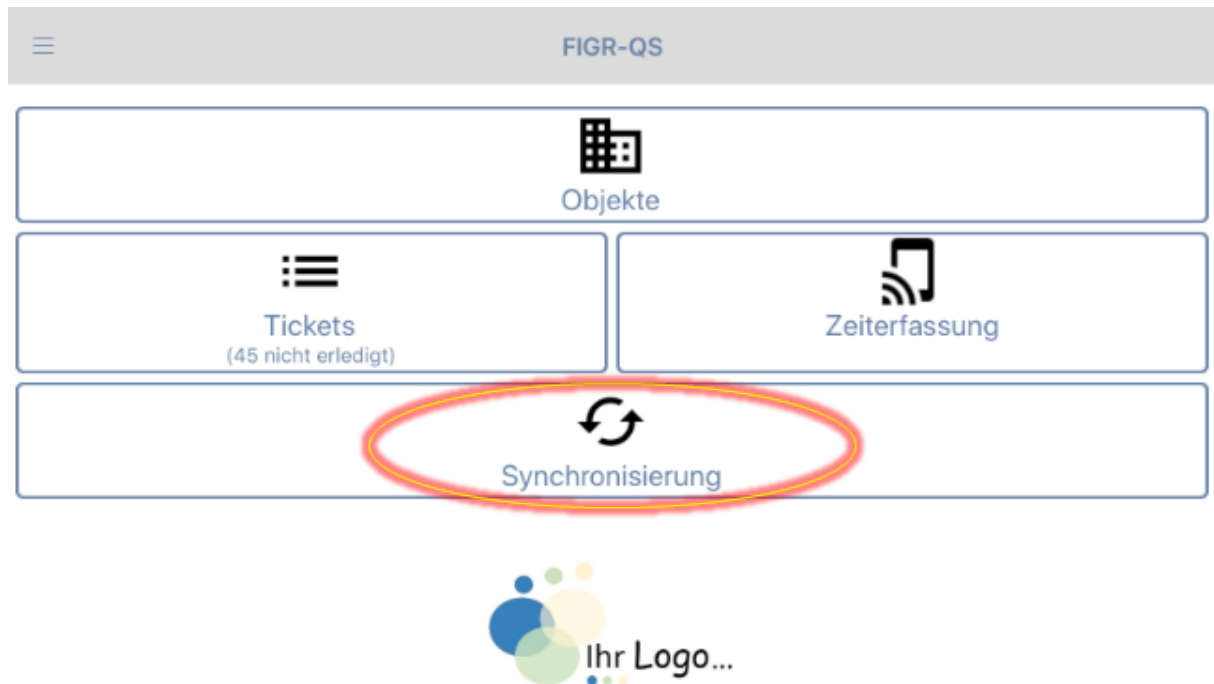 FIGR-QS
Objekte
Tickets
(45 nicht erledigt)
Zeiterfassung
Synchronisierung
Ihr Logo...